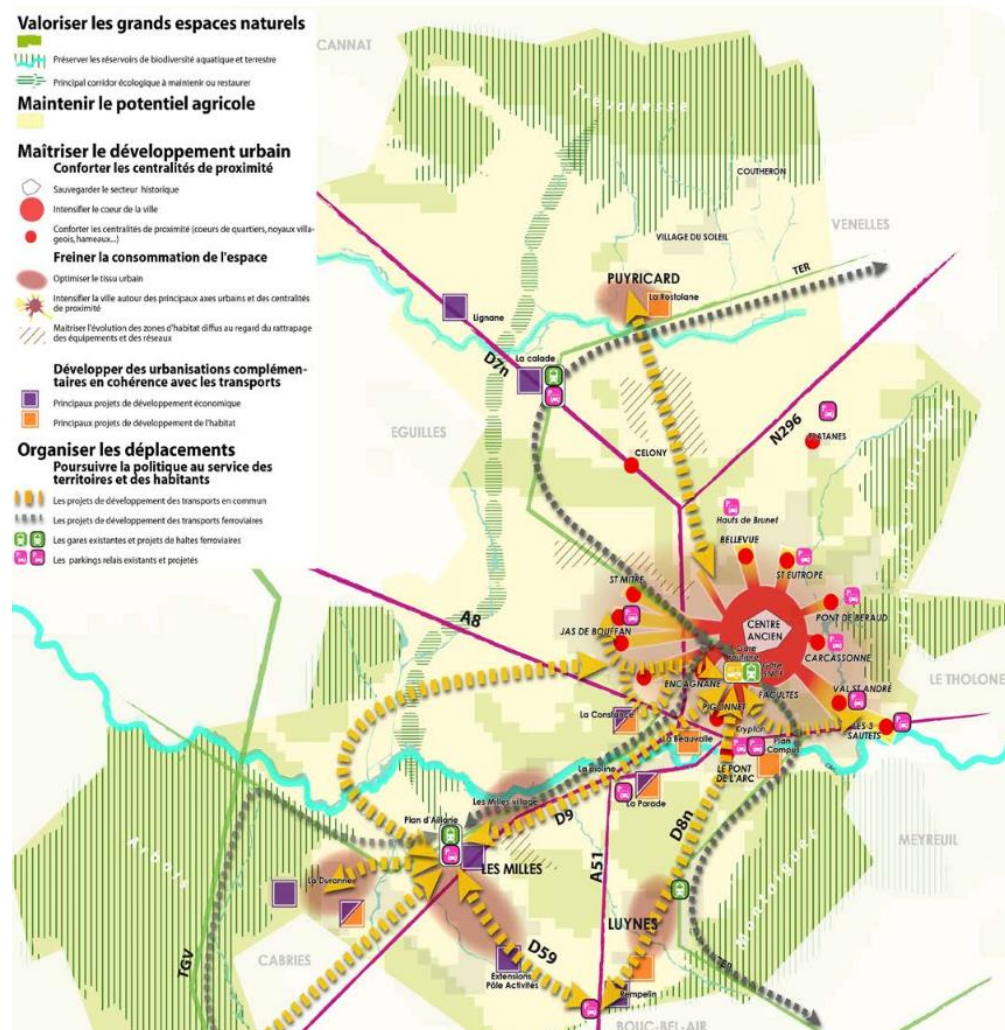 Valoriser les grands espaces naturels
Préserver les réservoirs de biodiversité aquatique et terrestre
Principal corridor écologique à maintenir ou restaurer
Maintenir le potentiel agricole
Maîtriser le développement urbain
Conforter les centralités de proximité
Sauvegarder le secteur historique
Intensifier le coeur de la ville
Conforter les centralités de proximité (coeurs de quartiers, noyaux villa-
geois, hameaux...)
Freiner la consommation de l'espace
Optimiser le tissu urbain
Intensifier la ville autour des principaux axes urbains et des centralités
de proximité
Maitriser l'évolution des zones d'habitat diffus au regard du rattrapage
des équipements et des réseaux
Développer des urbanisations complémen-
taires en cohérence avec les transports
Principaux projets de développement économique
Principaux projets de développement de l'habitat
Organiser les déplacements
Poursuivre la politique au service des
territoires et des habitants
Les projets de développement des transports en commun
Les projets de développement des transports ferroviaires
Les gares existantes et projets de haltes ferroviaires
Les parkings relais existants et projetés
CANNAT
Trévaresse
COUTHERON
VENELLES
VILLAGE DU SOLEIL
PUYRICARD
TER
La Rostolane
Lignane
La calade
D7n
EGUILLES
N296
CELONY
Hauts de Brunet
BELLEVUE
ST EUTROPE
ST MITRE
PONT DE BERAUD
CENTRE
ANCIEN
JAS DE BOUFFAN
A8
CARCASSONNE
Gare
SNCF
LE THOLONE
ENCAGNANE
FACULTES
VAL ST ANDRÉ
PIGONNET
La Constance
Krypton
LES 3
SAUTETS
La Beauvalle
Plan
Campus
LE PONT
DE L'ARC
La Pioline
Les Milles village
La Parade
Plan d'Aillane
D9
D8n
MEYREUIL
Arbois
LES MILLES
A51
Montaiguet
La Duranne
LUYNES
D59
CABRIES
TGV
Extensions
Pôle Activités
TER
Rempelin
BOUC-BEL-AIR